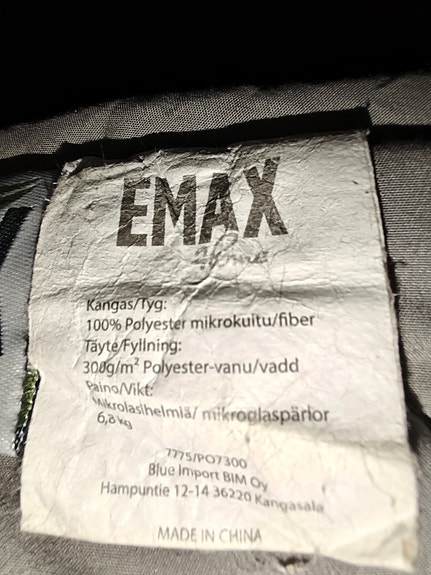 EMAX
Home
Kangas/Tyg:
100% Polyester mikrokuitu/fiber
Täyte/Fyllning:
300g/m² Polyester-vanu/vadd
Paino/Vikt:
Mikrolasihelmiä/ mikroglaspärlor
6,8 kg
7775/PO7300
Blue Import BIM Oy
Hampuntie 12-14 36220 Kangasala
MADE IN CHINA